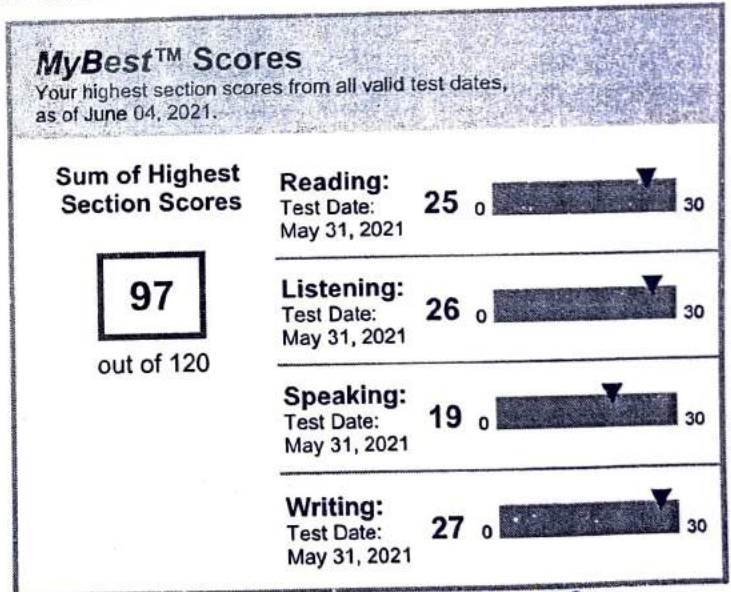 MyBest™ Scores
Your highest section scores from all valid test dates,
as of June 04, 2021.
Sum of Highest
Section Scores
97
out of 120
Reading:
Test Date:
May 31, 2021
25
0
30
Listening:
Test Date:
May 31, 2021
26
0
30
Speaking:
Test Date:
May 31, 2021
19
0
30
Writing:
Test Date:
May 31, 2021
27
0
30